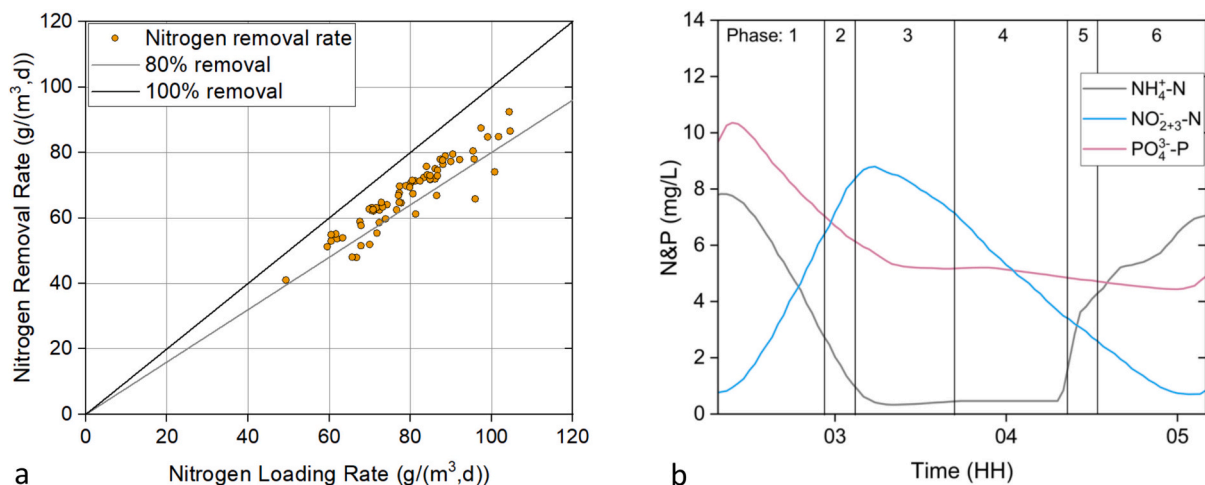 120
100
80
60
40
20
0
0 20 40 60 80 100 120
Nitrogen Removal Rate (g/(m³,d))
Nitrogen removal rate
80% removal
100% removal
Nitrogen Loading Rate (g/(m³,d))
a
14
12
10
8
6
4
2
0
N&P (mg/L)
Phase: 1 2 3 4 5 6
NH₄⁺-N
NO₂₊₃⁻-N
PO₄³⁻-P
03 04 05
Time (HH)
b